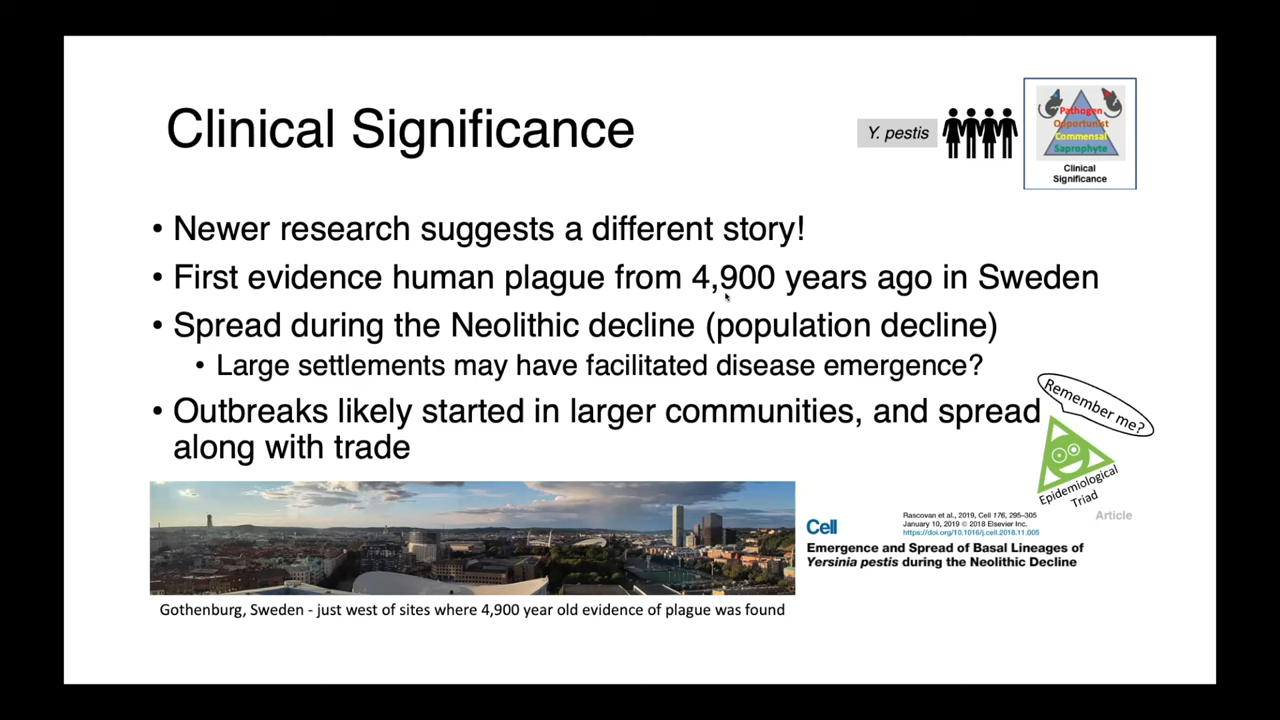 Clinical Significance
Y. pestis
Pathogen
Opportunist
Commensal
Saprophyte
Clinical
Significance
• Newer research suggests a different story!
• First evidence human plague from 4,900 years ago in Sweden
• Spread during the Neolithic decline (population decline)
• Large settlements may have facilitated disease emergence?
• Outbreaks likely started in larger communities, and spread
along with trade
Remember me?
Epidemiological
Triad
Article
Cell
Rascovan et al., 2019, Cell 176, 295–305
January 10, 2019 © 2018 Elsevier Inc.
https://doi.org/10.1016/j.cell.2018.11.005
Emergence and Spread of Basal Lineages of
Yersinia pestis during the Neolithic Decline
Gothenburg, Sweden - just west of sites where 4,900 year old evidence of plague was found